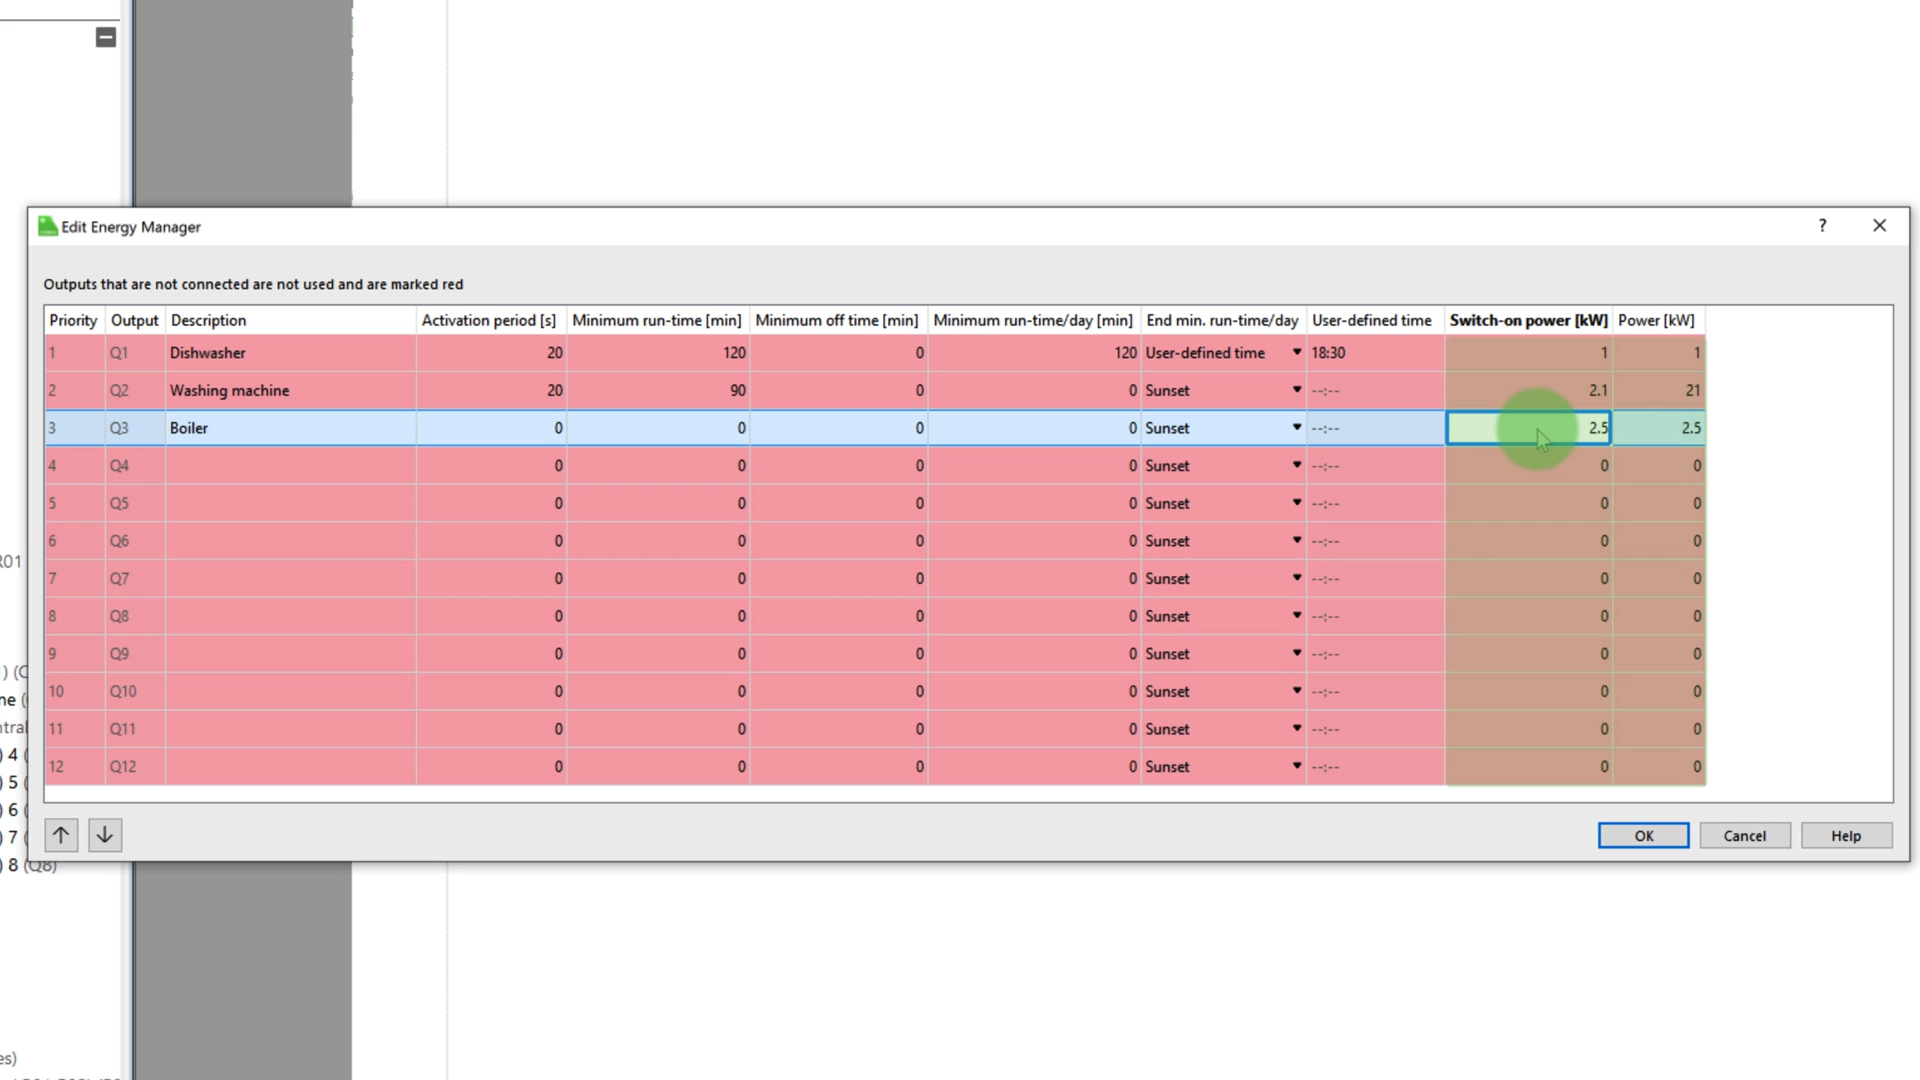 Edit Energy Manager ?
Outputs that are not connected are not used and are marked red
Priority Output Description Activation period [s] Minimum run-time [min] Minimum off time [min] Minimum run-time/day [min] End min. run-time/day User-defined time Switch-on power [kW] Power [kW]
1 Q1 Dishwasher 20 120 0 120 User-defined time 18:30 1 1
2 Q2 Washing machine 20 90 0 0 Sunset --:-- 2.1 21
3 Q3 Boiler 0 0 0 0 Sunset --:-- 2.5 2.5
4 Q4 0 0 0 0 Sunset --:-- 0 0
5 Q5 0 0 0 0 Sunset --:-- 0 0
6 Q6 0 0 0 0 Sunset --:-- 0 0
7 Q7 0 0 0 0 Sunset --:-- 0 0
8 Q8 0 0 0 0 Sunset --:-- 0 0
9 Q9 0 0 0 0 Sunset --:-- 0 0
10 Q10 0 0 0 0 Sunset --:-- 0 0
11 Q11 0 0 0 0 Sunset --:-- 0 0
12 Q12 0 0 0 0 Sunset --:-- 0 0
OK Cancel Help
) 4 (
) 5 (
) 6 (
) 7 (
) 8 (Q8)
es)